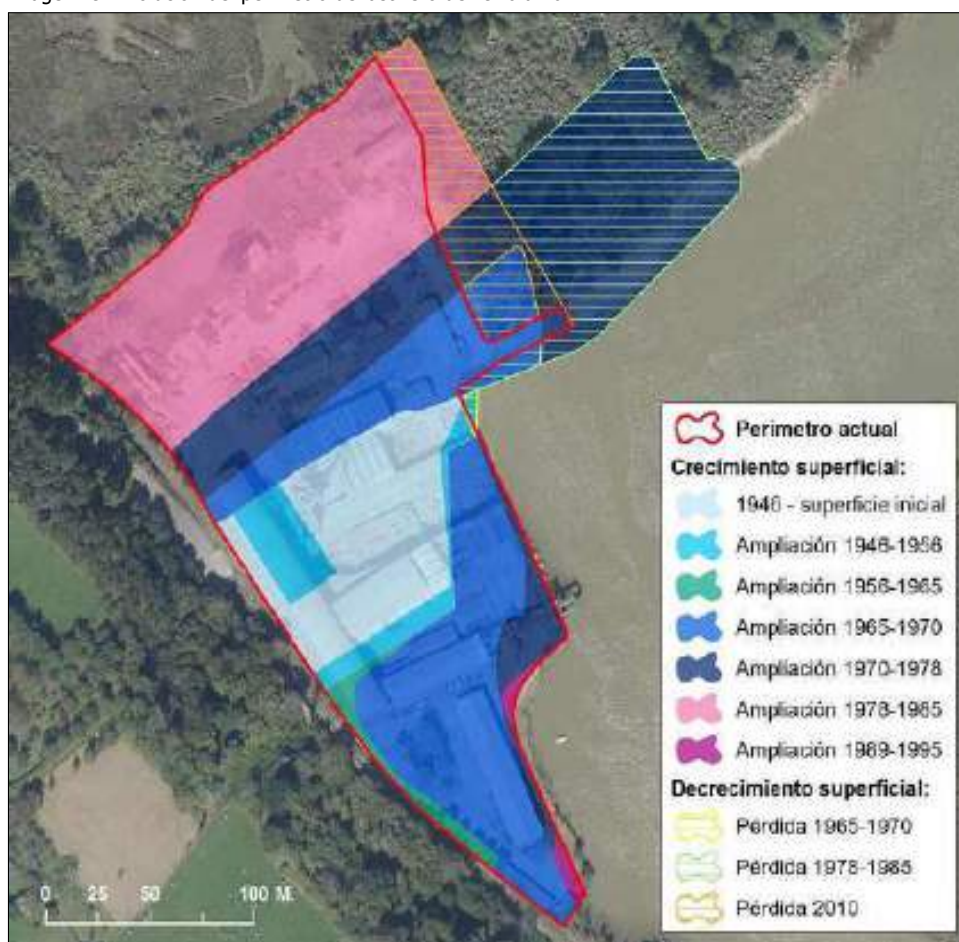 Perímetro actual
Crecimiento superficial:
1946 - superficie inicial
Ampliación 1946-1956
Ampliación 1956-1965
Ampliación 1965-1970
Ampliación 1970-1978
Ampliación 1978-1985
Ampliación 1989-1995
Decrecimiento superficial:
Pérdida 1965-1970
Pérdida 1978-1985
Pérdida 2010
0 25 50 100 M.